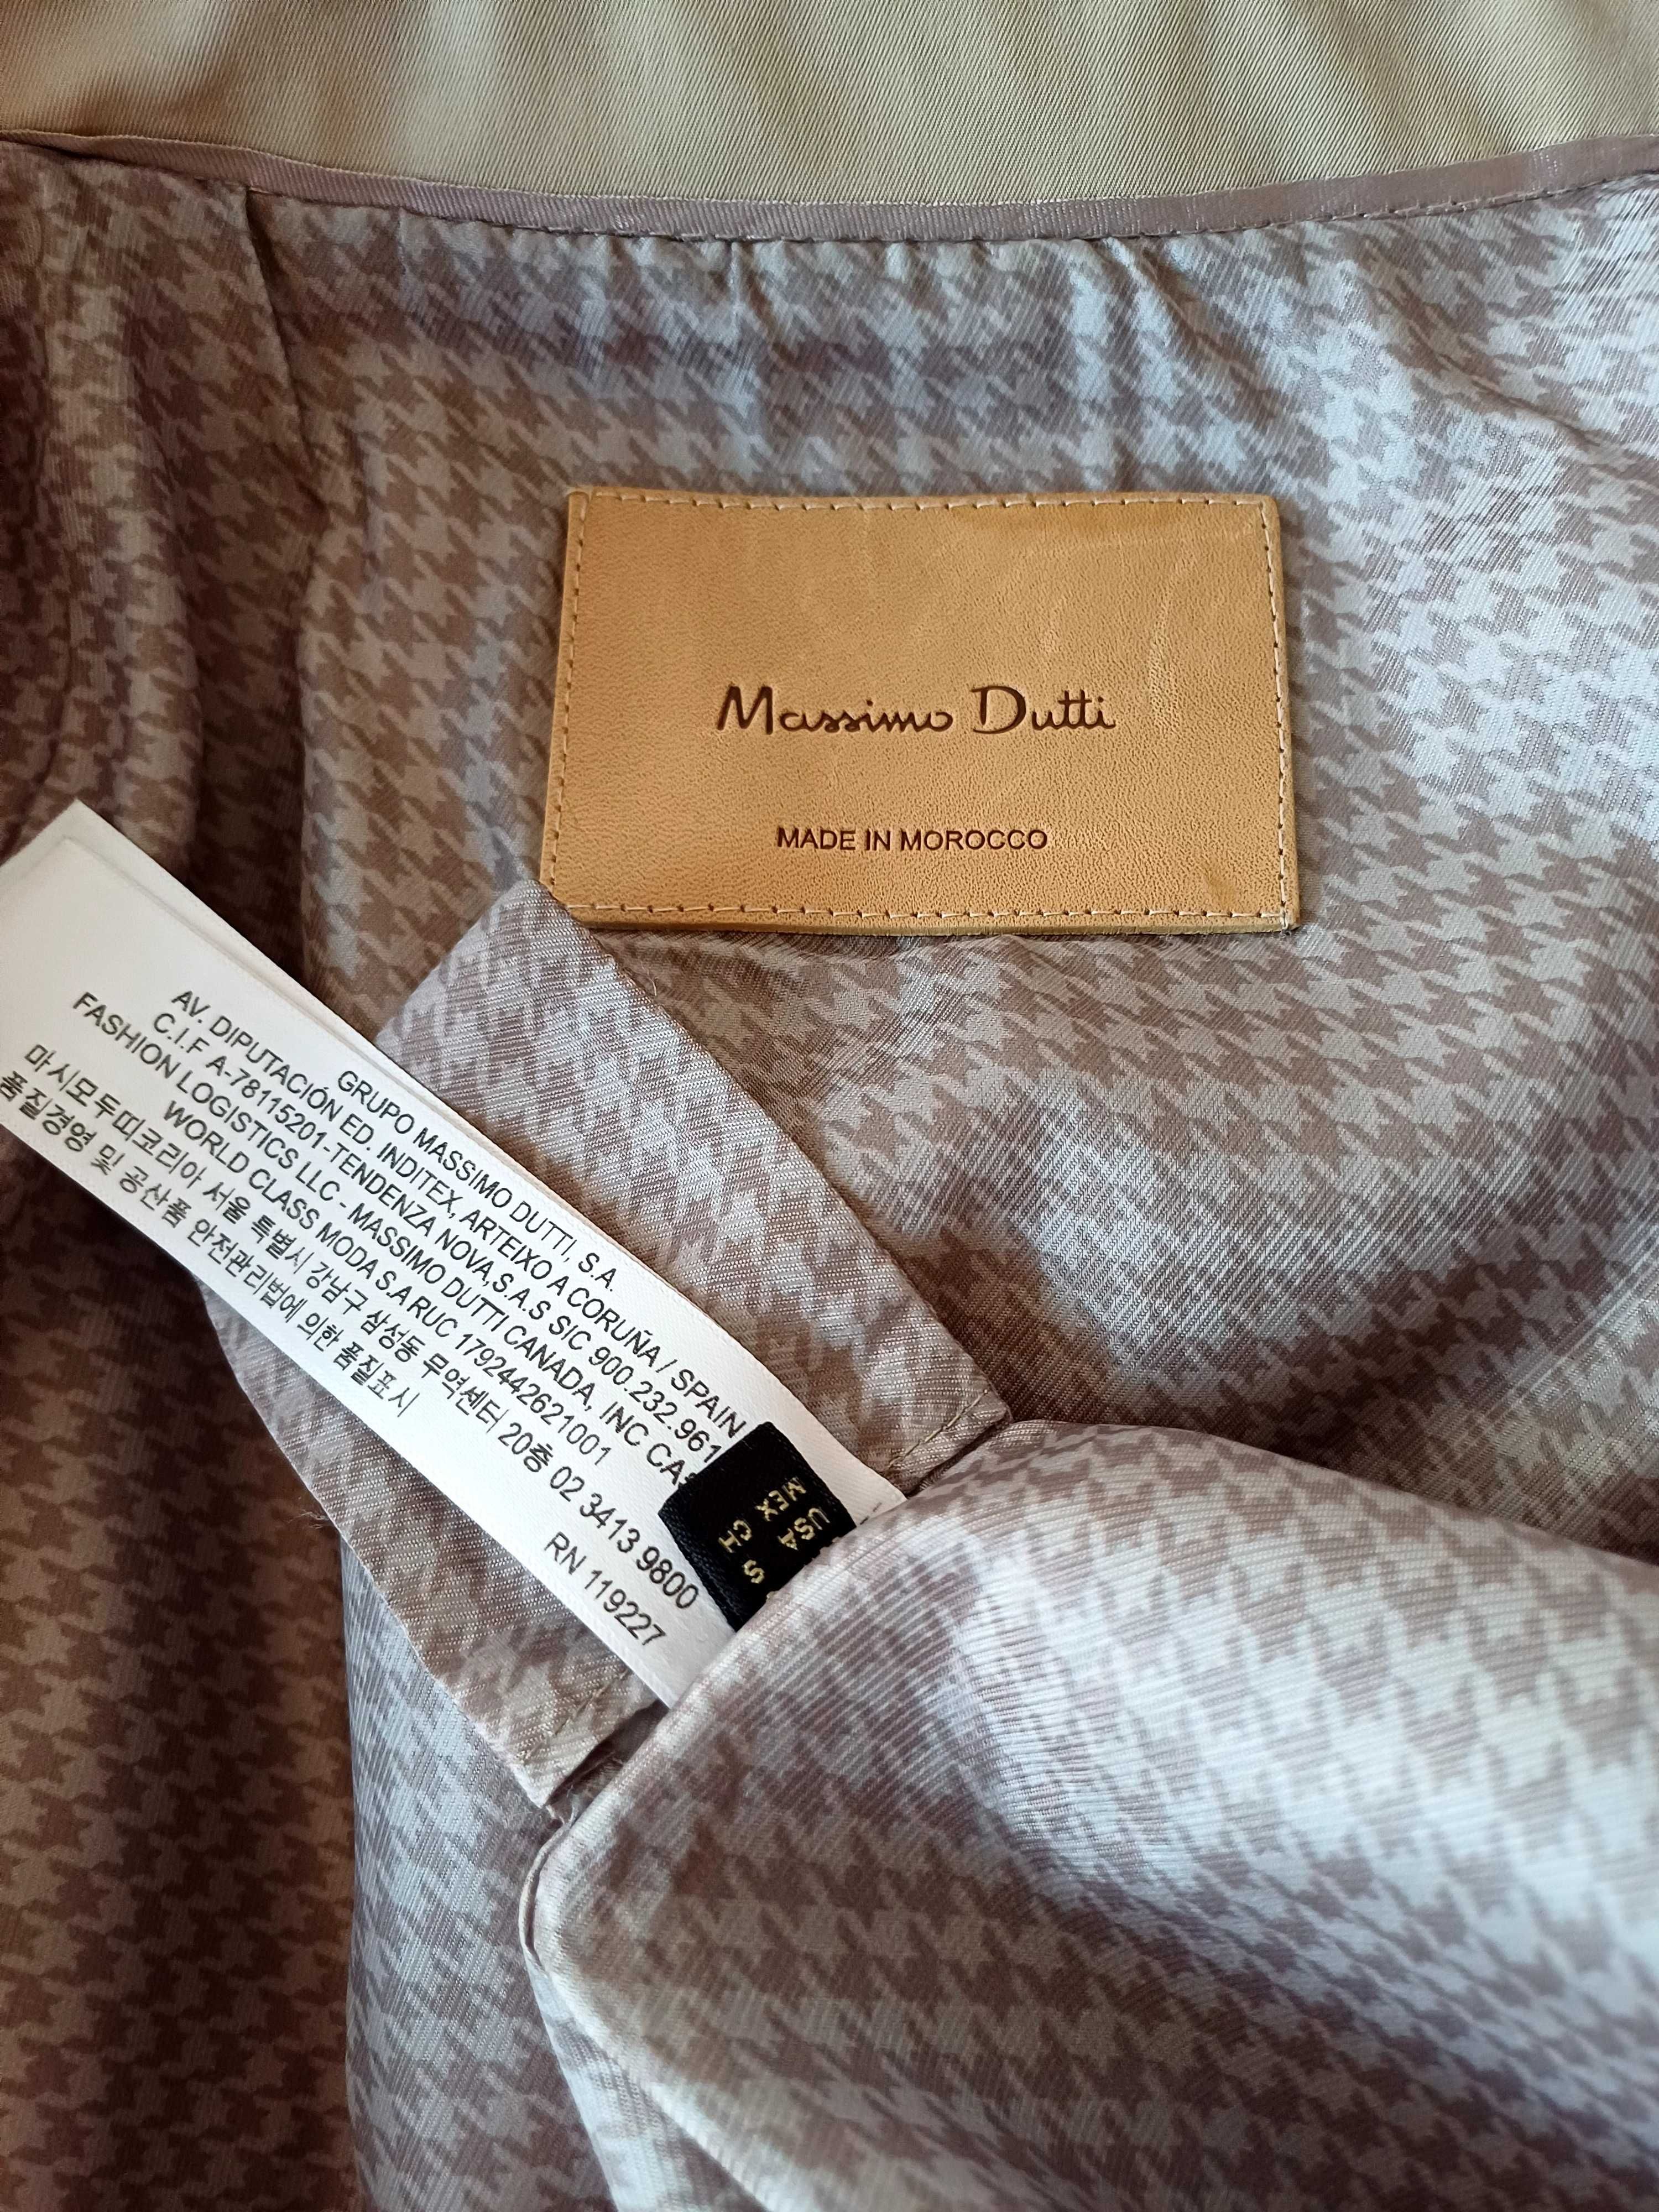 Massimo Dutti
MADE IN MOROCCO
GRUPO MASSIMO DUTTI, S.A.
AV. DIPUTACIÓN ED. INDITEX, ARTEIXO A CORUÑA / SPAIN
C.I.F A-78115201-TENDENZA NOVA,S.A.S SIC 900.232.961
FASHION LOGISTICS LLC - MASSIMO DUTTI CANADA, INC
WORLD CLASS MODA S.A RUC 1792442621001
마시모두띠코리아 서울 특별시 강남구 삼성동 무역센터 20층 02 3413 9800
품질경영 및 공산품 안전관리법에 의한 품질표시
RN 119227
USA S
MEX CH